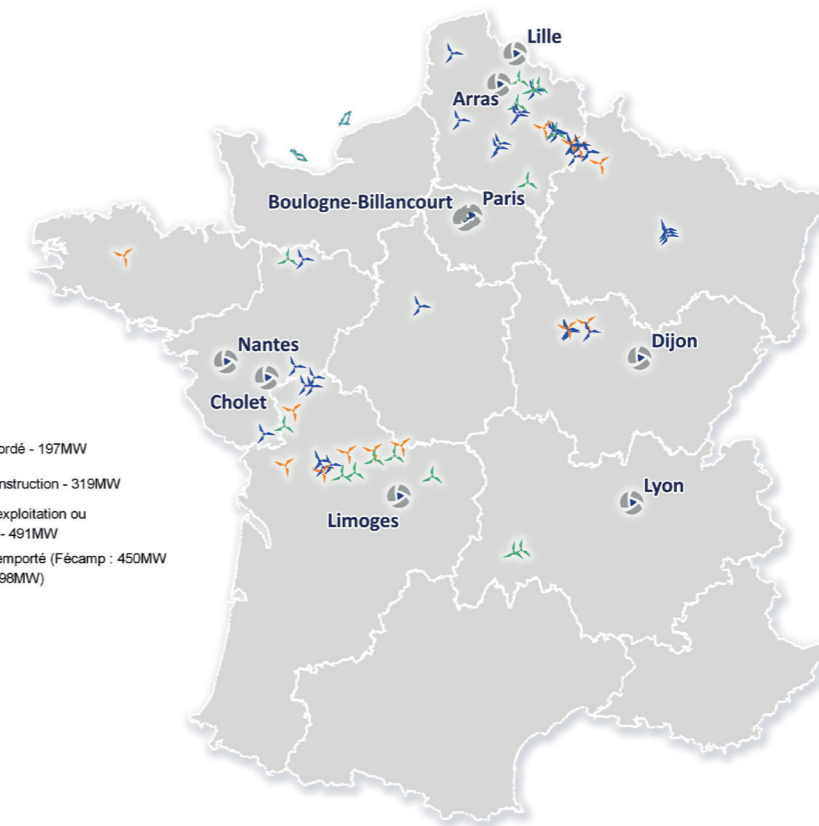 Lille
Arras
Boulogne-Billancourt Paris
Nantes
Dijon
Cholet
ordé - 197MW
nstruction - 319MW
exploitation ou
- 491MW
emporté (Fécamp : 450MW
98MW)
Lyon
Limoges